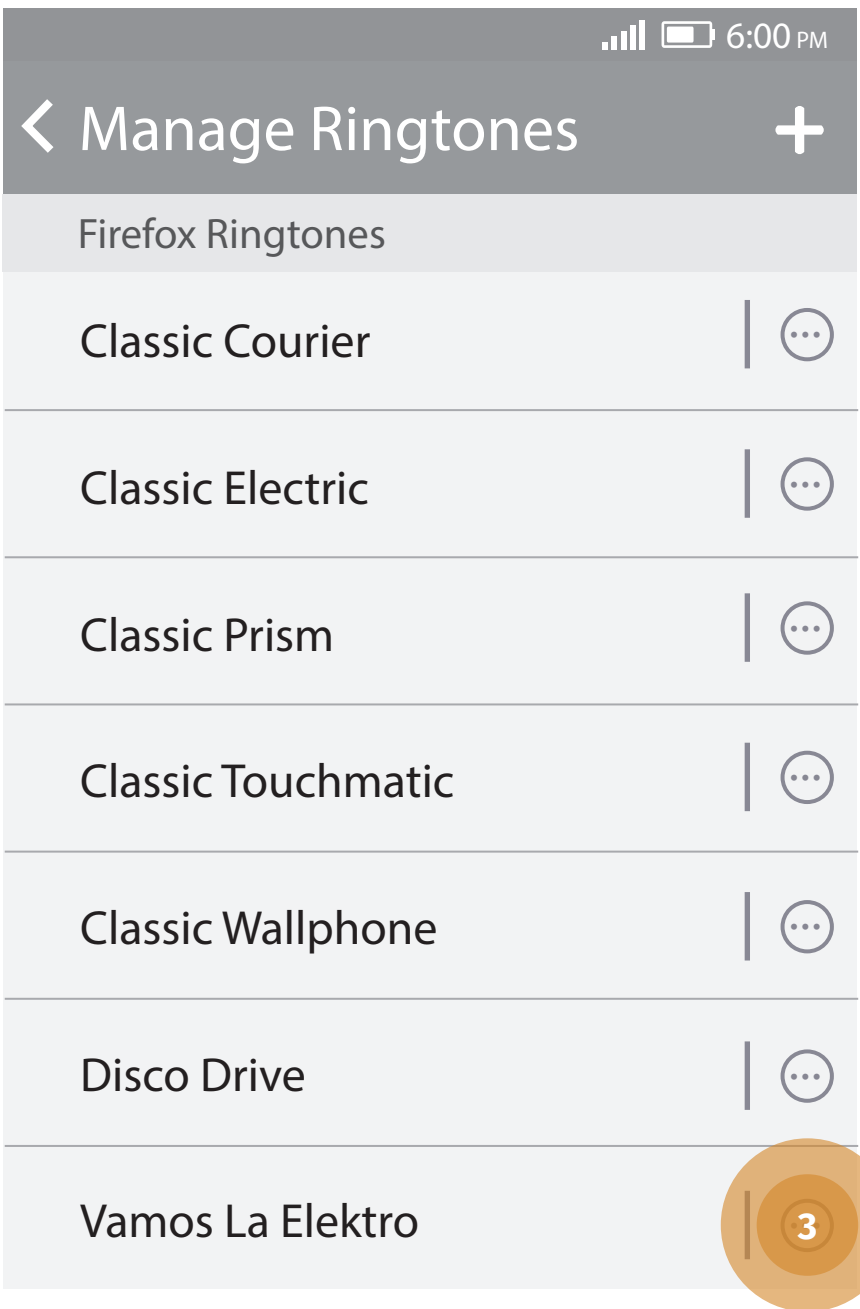 6:00 PM
Manage Ringtones
Firefox Ringtones
Classic Courier
Classic Electric
Classic Prism
Classic Touchmatic
Classic Wallphone
Disco Drive
Vamos La Elektro
3